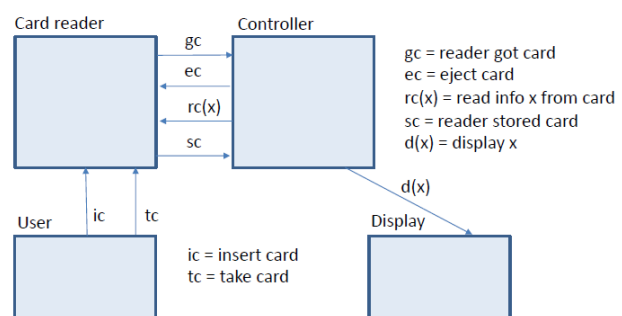 Card reader
Controller
gc
ec
rc(x)
sc
gc = reader got card
ec = eject card
rc(x) = read info x from card
sc = reader stored card
d(x) = display x
d(x)
User
ic
tc
Display
ic = insert card
tc = take card